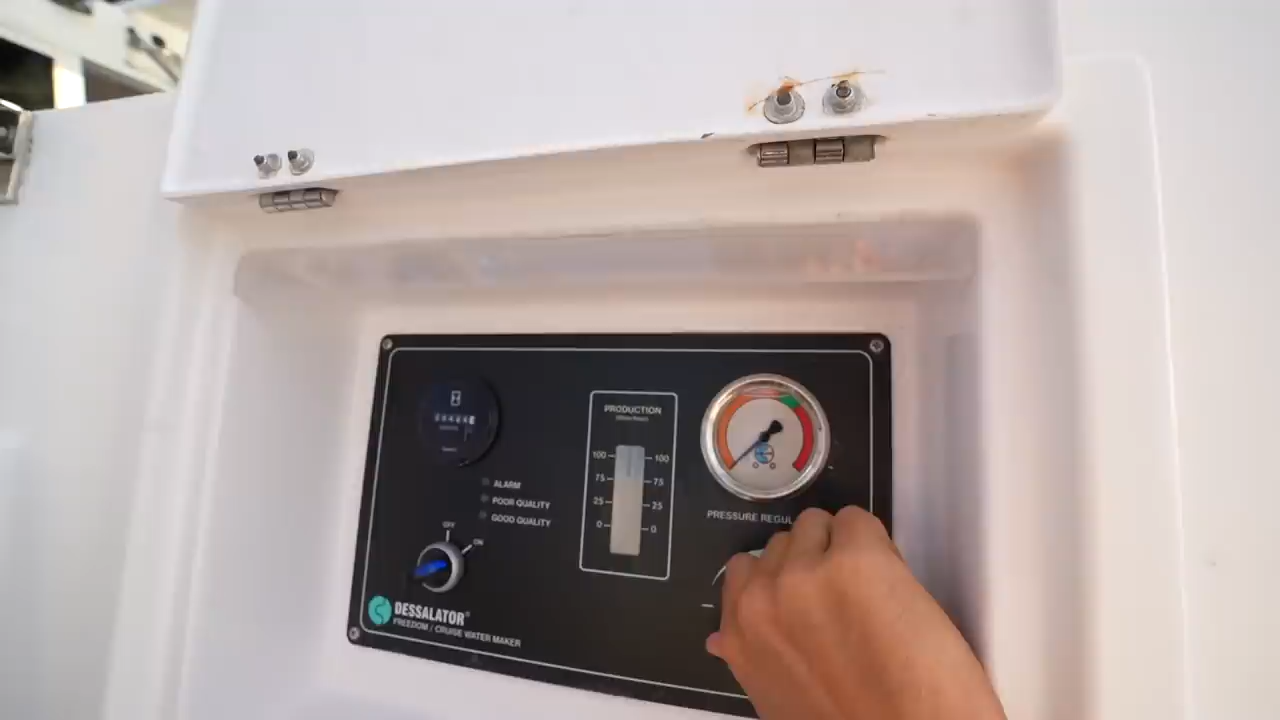 PRODUCTION
100 100
75 75
25 25
0 0
ALARM
POOR QUALITY
GOOD QUALITY
OFF
ON
PRESSURE REGUL
DESSALATOR®
FREEDOM / CRUISE WATER MAKER